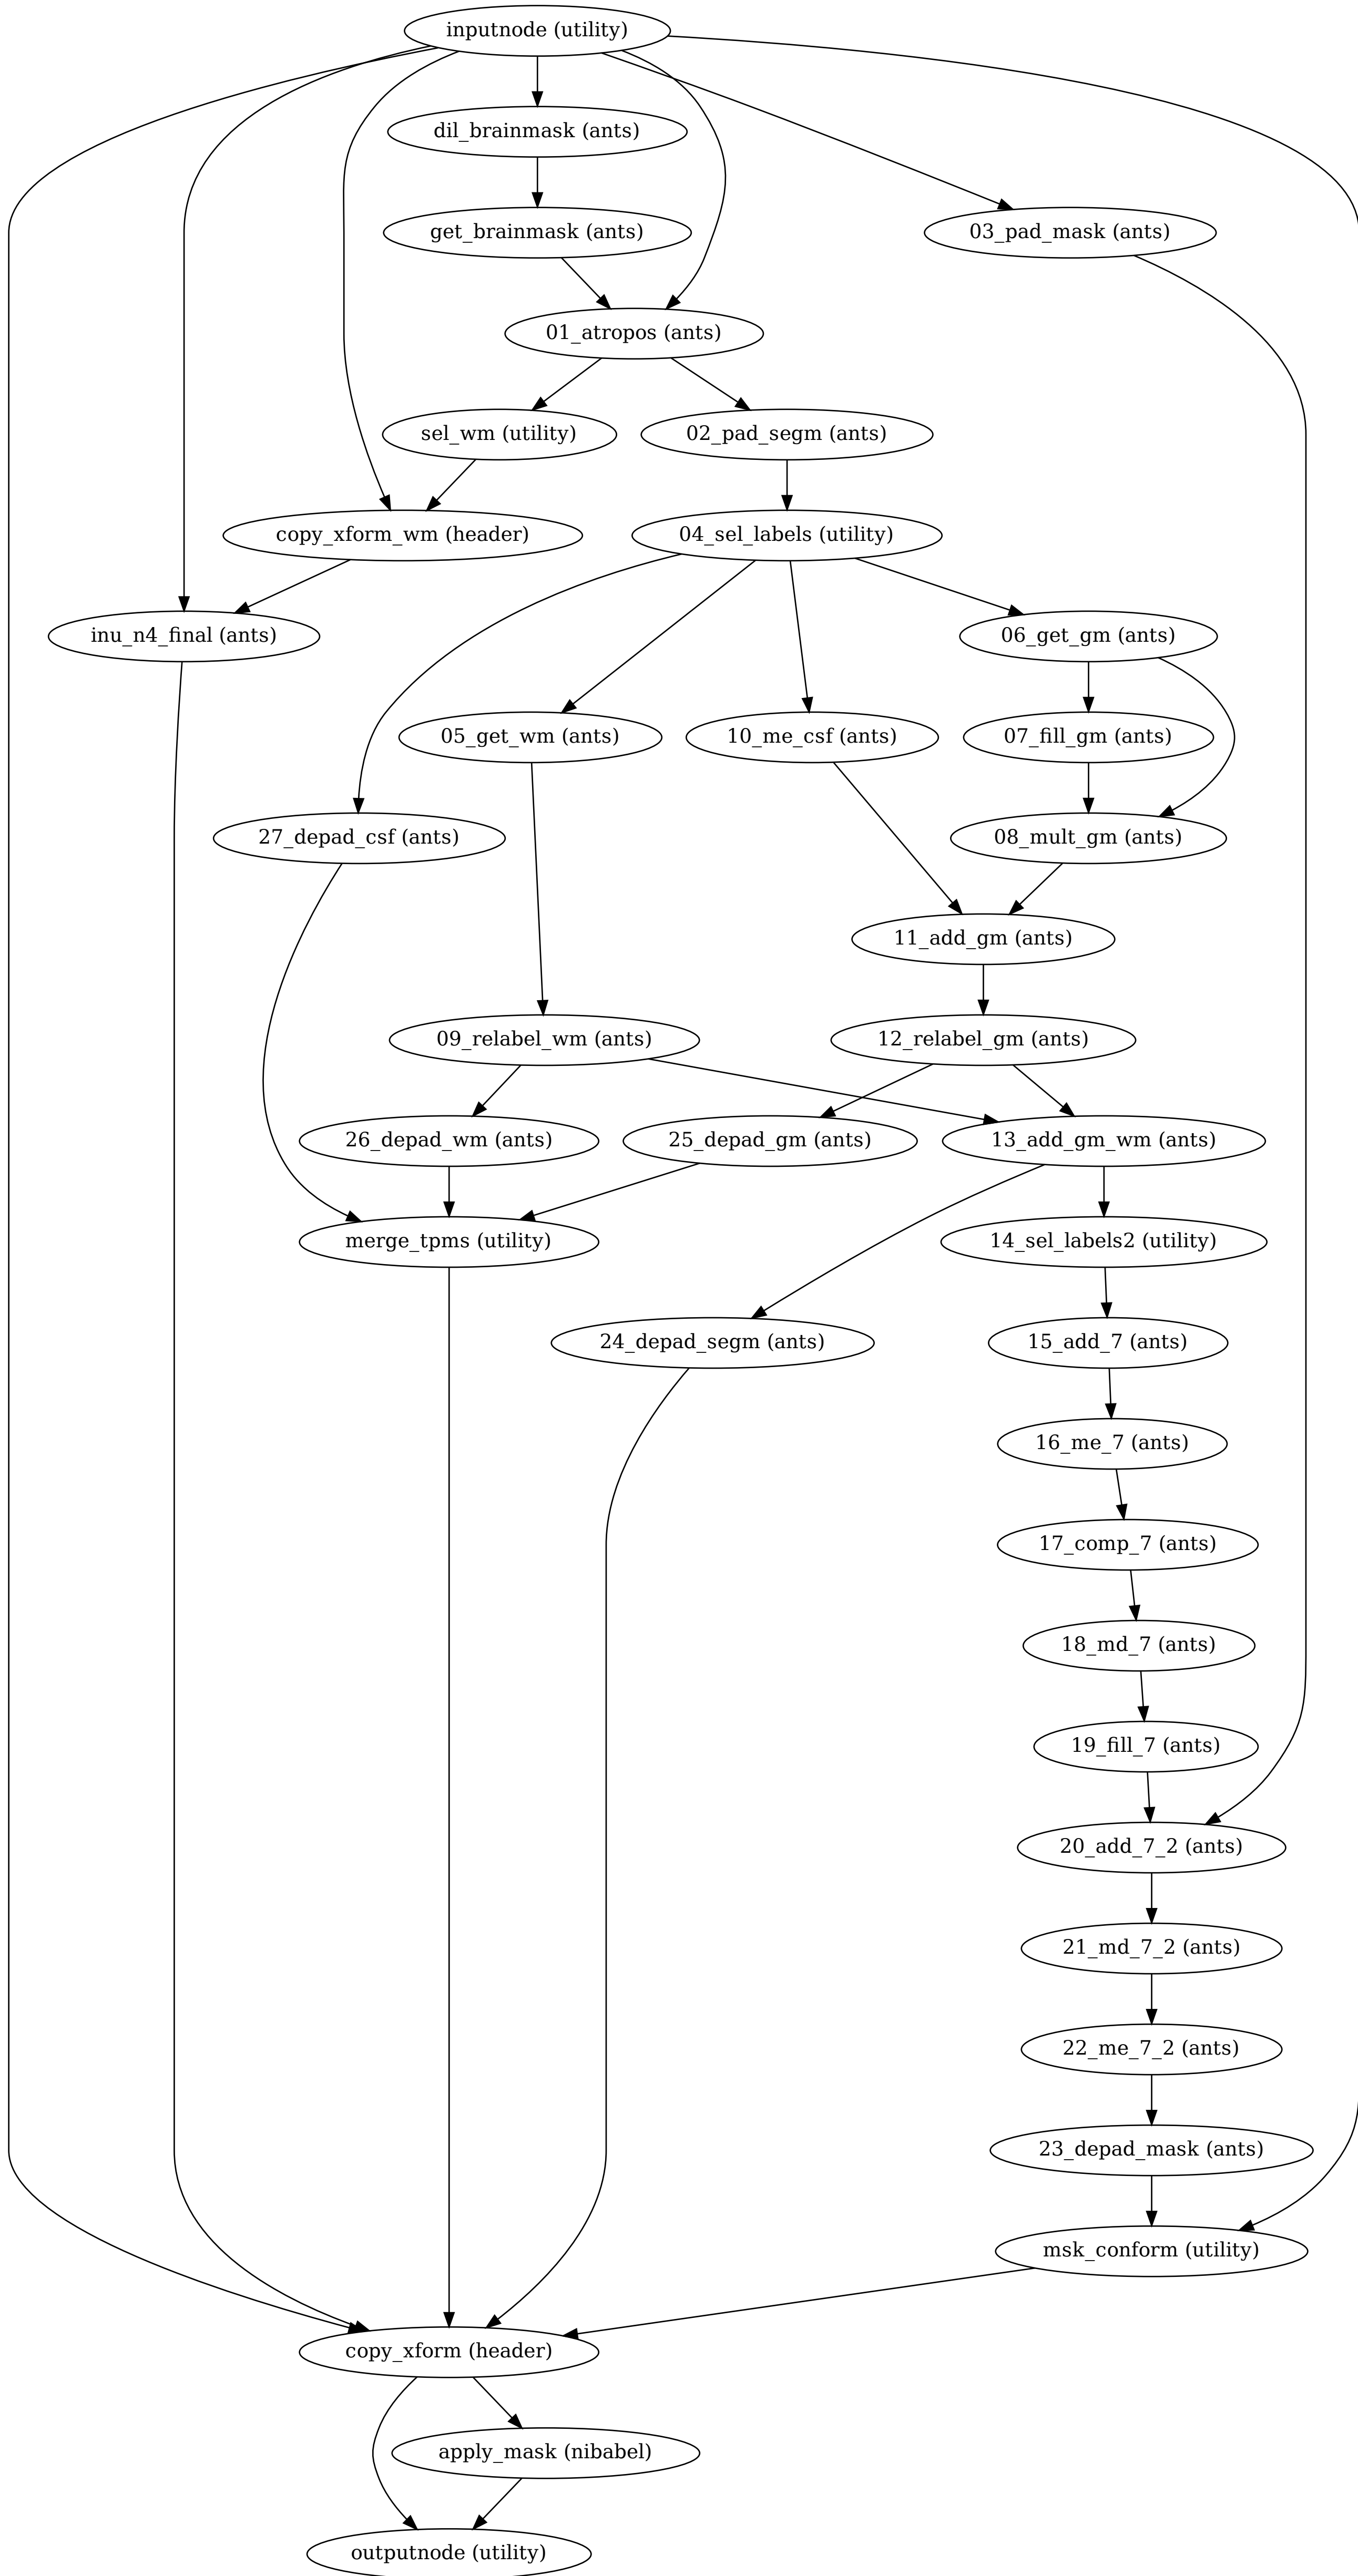 inputnode (utility)
dil_brainmask (ants)
get_brainmask (ants)
03_pad_mask (ants)
01_atropos (ants)
sel_wm (utility)
02_pad_segm (ants)
copy_xform_wm (header)
04_sel_labels (utility)
inu_n4_final (ants)
06_get_gm (ants)
05_get_wm (ants)
10_me_csf (ants)
07_fill_gm (ants)
27_depad_csf (ants)
08_mult_gm (ants)
11_add_gm (ants)
09_relabel_wm (ants)
12_relabel_gm (ants)
26_depad_wm (ants)
25_depad_gm (ants)
13_add_gm_wm (ants)
merge_tpms (utility)
14_sel_labels2 (utility)
24_depad_segm (ants)
15_add_7 (ants)
16_me_7 (ants)
17_comp_7 (ants)
18_md_7 (ants)
19_fill_7 (ants)
20_add_7_2 (ants)
21_md_7_2 (ants)
22_me_7_2 (ants)
23_depad_mask (ants)
msk_conform (utility)
copy_xform (header)
apply_mask (nibabel)
outputnode (utility)